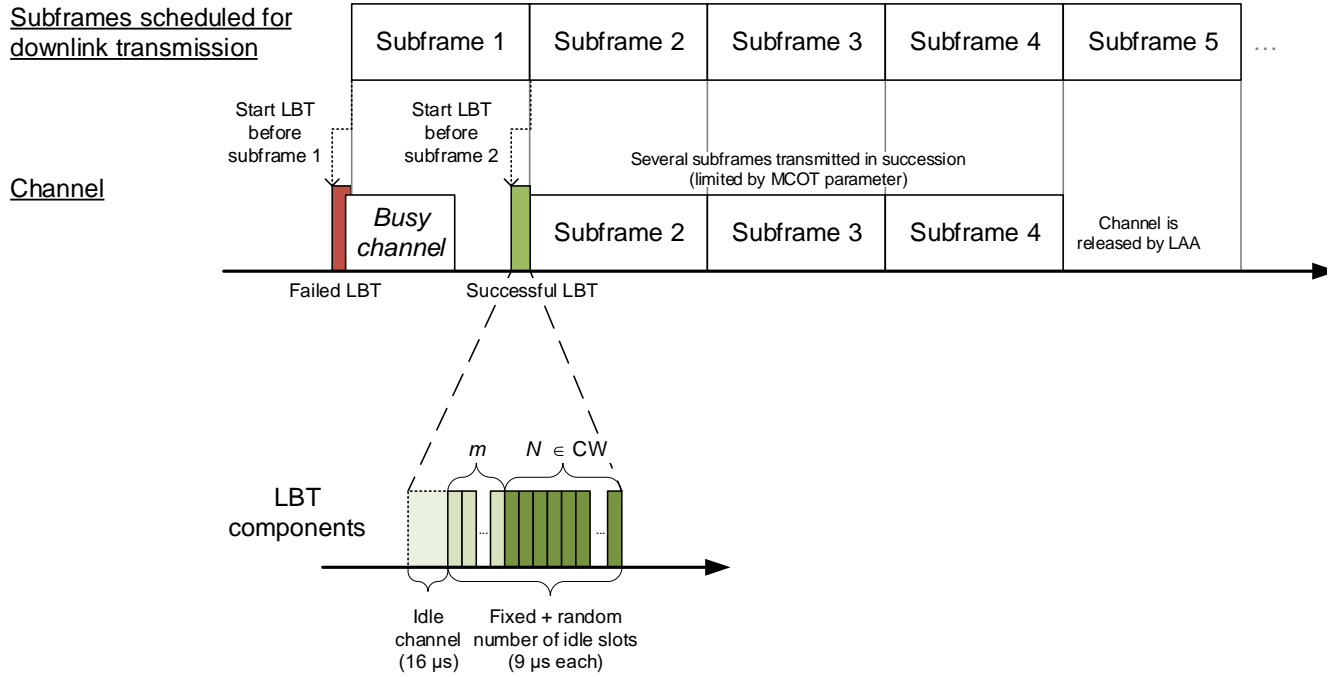 Subframes scheduled for
downlink transmission
Subframe 1
Subframe 2
Subframe 3
Subframe 4
Subframe 5
...
Start LBT
before
subframe 1
Start LBT
before
subframe 2
Several subframes transmitted in succession
(limited by MCOT parameter)
Channel
Busy
channel
Subframe 2
Subframe 3
Subframe 4
Channel is
released by LAA
Failed LBT
Successful LBT
m
N ∈ CW
LBT
components
...
...
Idle
channel
(16 µs)
Fixed + random
number of idle slots
(9 µs each)